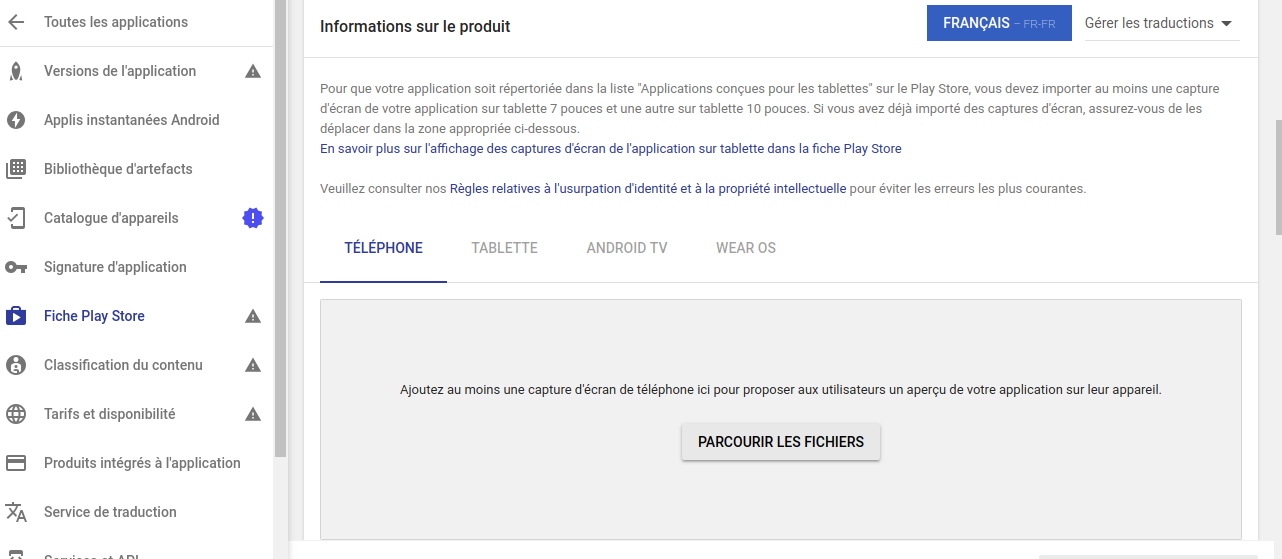 Toutes les applications
Versions de l'application
Applis instantanées Android
Bibliothèque d'artefacts
Catalogue d'appareils
Signature d'application
Fiche Play Store
Classification du contenu
Tarifs et disponibilité
Produits intégrés à l'application
Service de traduction
Services et API
Informations sur le produit
FRANÇAIS – FR-FR
Gérer les traductions
Pour que votre application soit répertoriée dans la liste "Applications conçues pour les tablettes" sur le Play Store, vous devez importer au moins une capture
d'écran de votre application sur tablette 7 pouces et une autre sur tablette 10 pouces. Si vous avez déjà importé des captures d'écran, assurez-vous de les
déplacer dans la zone appropriée ci-dessous.
En savoir plus sur l'affichage des captures d'écran de l'application sur tablette dans la fiche Play Store
Veuillez consulter nos Règles relatives à l'usurpation d'identité et à la propriété intellectuelle pour éviter les erreurs les plus courantes.
TÉLÉPHONE
TABLETTE
ANDROID TV
WEAR OS
Ajoutez au moins une capture d'écran de téléphone ici pour proposer aux utilisateurs un aperçu de votre application sur leur appareil.
PARCOURIR LES FICHIERS